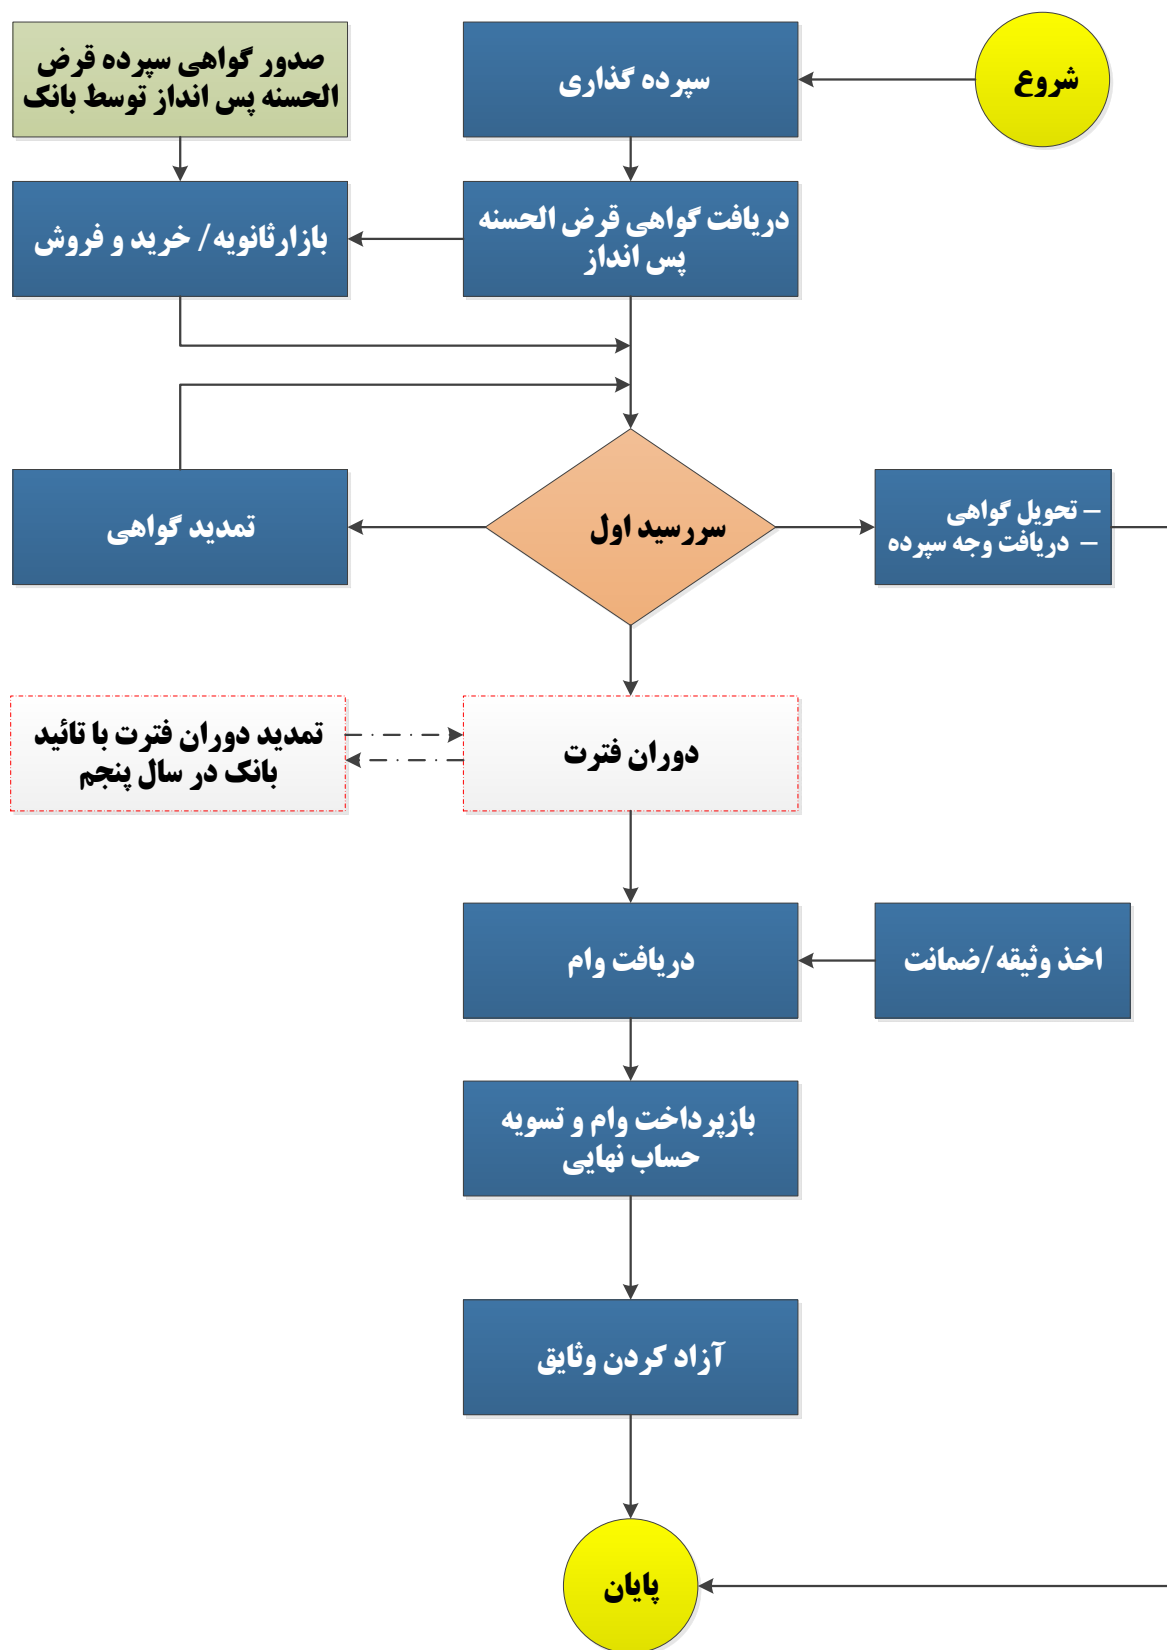 شروع
سپرده گذاری
صدور گواهی سپرده قرض
الحسنه پس انداز توسط بانک
دریافت گواهی قرض الحسنه
پس انداز
بازارثانویه/ خرید و فروش
– تحویل گواهی
– دریافت وجه سپرده
سررسید اول
تمدید گواهی
دوران فترت
تمدید دوران فترت با تائید
بانک در سال پنجم
اخذ وثیقه/ضمانت
دریافت وام
بازپرداخت وام و تسویه
حساب نهایی
آزاد کردن وثایق
پایان